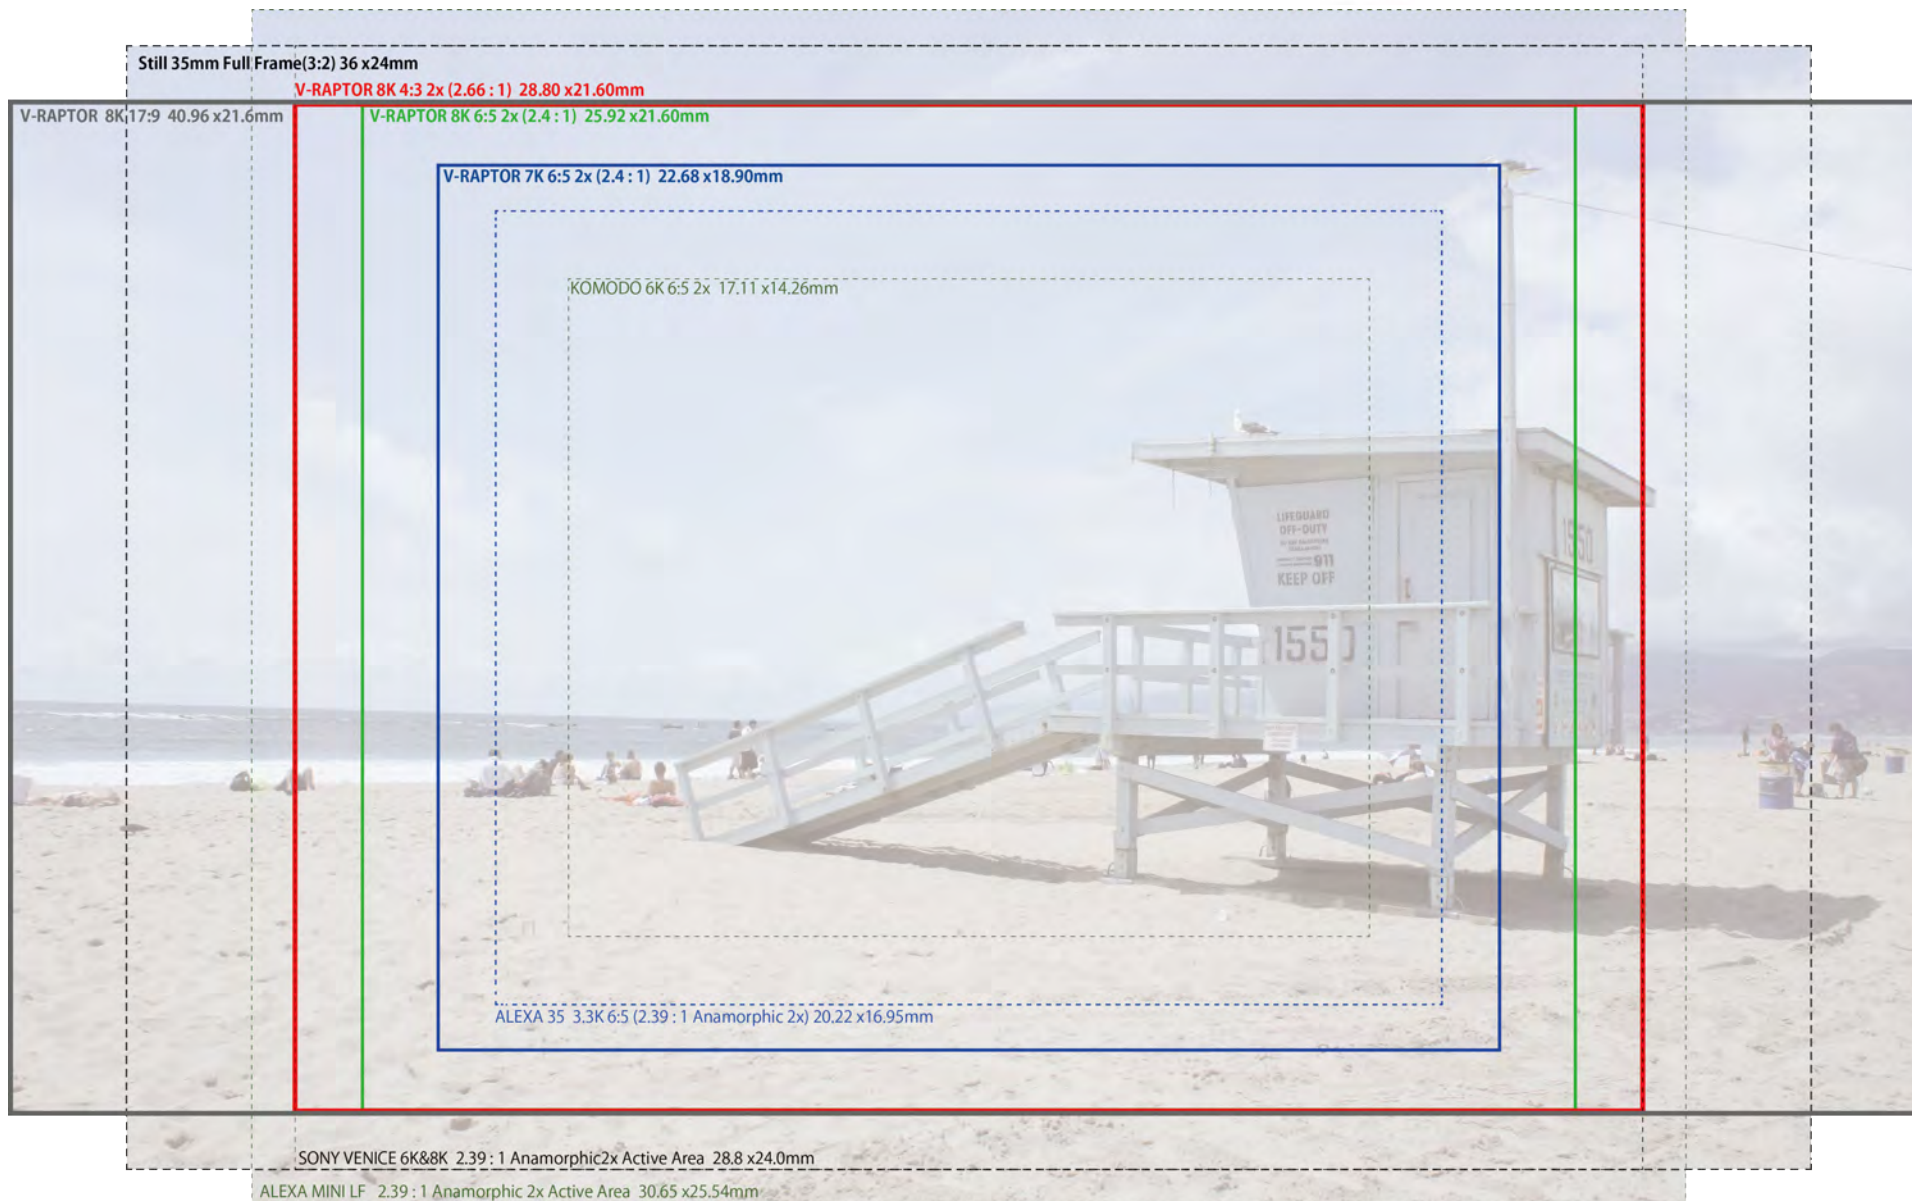 Still 35mm Full Frame(3:2) 36 x24mm
V-RAPTOR 8K 4:3 2x (2.66 : 1) 28.80 x21.60mm
V-RAPTOR 8K 17:9 40.96 x21.6mm
V-RAPTOR 8K 6:5 2x (2.4 : 1) 25.92 x21.60mm
V-RAPTOR 7K 6:5 2x (2.4 : 1) 22.68 x18.90mm
KOMODO 6K 6:5 2x 17.11 x14.26mm
LIFEGUARD
OFF-DUTY
911
KEEP OFF
1550
1550
ALEXA 35 3.3K 6:5 (2.39 : 1 Anamorphic 2x) 20.22 x16.95mm
SONY VENICE 6K&8K 2.39 : 1 Anamorphic2x Active Area 28.8 x24.0mm
ALEXA MINI LF 2.39 : 1 Anamorphic 2x Active Area 30.65 x25.54mm